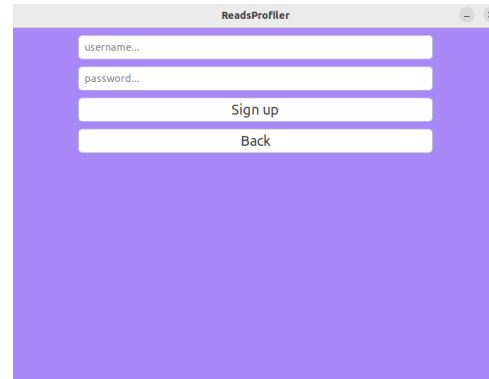 ReadsProfiler
username...
password...
Sign up
Back